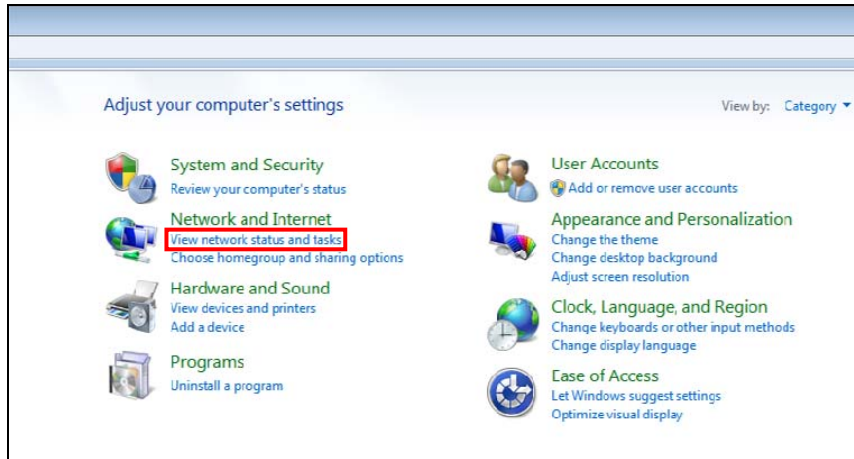 Adjust your computer's settings
View by: Category
System and Security
Review your computer's status
Network and Internet
View network status and tasks
Choose homegroup and sharing options
Hardware and Sound
View devices and printers
Add a device
Programs
Uninstall a program
User Accounts
Add or remove user accounts
Appearance and Personalization
Change the theme
Change desktop background
Adjust screen resolution
Clock, Language, and Region
Change keyboards or other input methods
Change display language
Ease of Access
Let Windows suggest settings
Optimize visual display